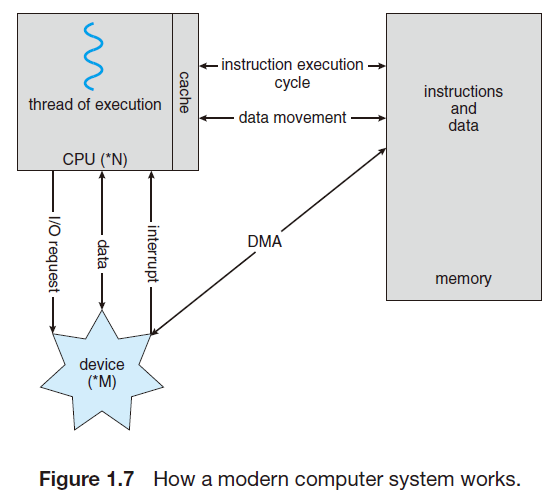 thread of execution
cache
CPU (*N)
instruction execution
cycle
data movement
instructions
and
data
memory
I/O request
data
interrupt
DMA
device
(*M)
Figure 1.7 How a modern computer system works.